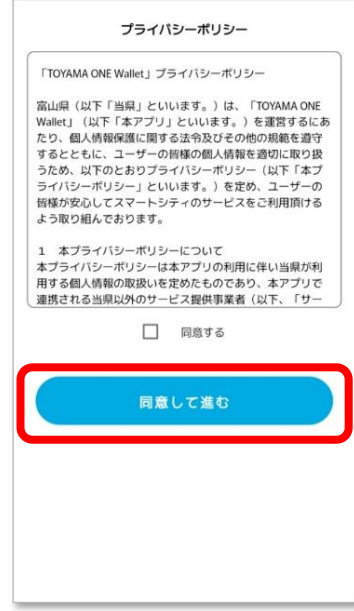 プライバシーポリシー
「TOYAMA ONE Wallet」プライバシーポリシー
富山県（以下「当県」といいます。）は、「TOYAMA ONE
Wallet」（以下「本アプリ」といいます。）を運営するにあ
たり、個人情報保護に関する法令及びその他の規範を遵守
するとともに、ユーザーの皆様の個人情報を適切に取り扱
うため、以下のとおりプライバシーポリシー（以下「本プ
ライバシーポリシー」といいます。）を定め、ユーザーの
皆様が安心してスマートシティのサービスをご利用頂ける
よう取り組んでおります。
１　本プライバシーポリシーについて
本プライバシーポリシーは本アプリの利用に伴い当県が利
用する個人情報の取扱いを定めたものであり、本アプリで
連携される当県以外のサービス提供事業者（以下、「サー
同意する
同意して進む